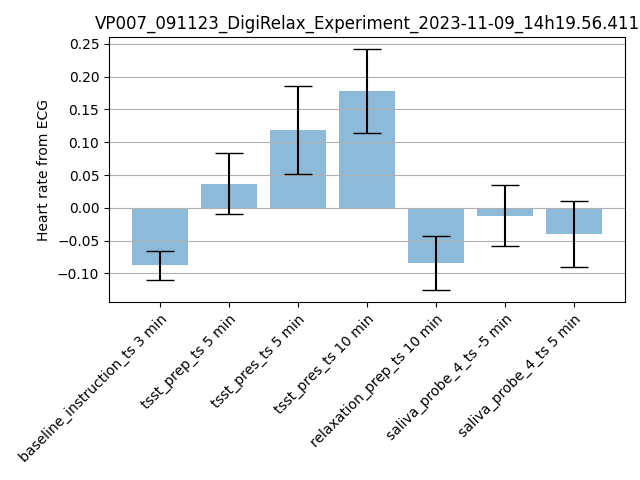 VP007_091123_DigiRelax_Experiment_2023-11-09_14h19.56.411
Heart rate from ECG
0.25
0.20
0.15
0.10
0.05
0.00
−0.05
−0.10
baseline_instruction_ts 3 min
tsst_prep_ts 5 min
tsst_pres_ts 5 min
tsst_pres_ts 10 min
relaxation_prep_ts 10 min
saliva_probe_4_ts -5 min
saliva_probe_4_ts 5 min